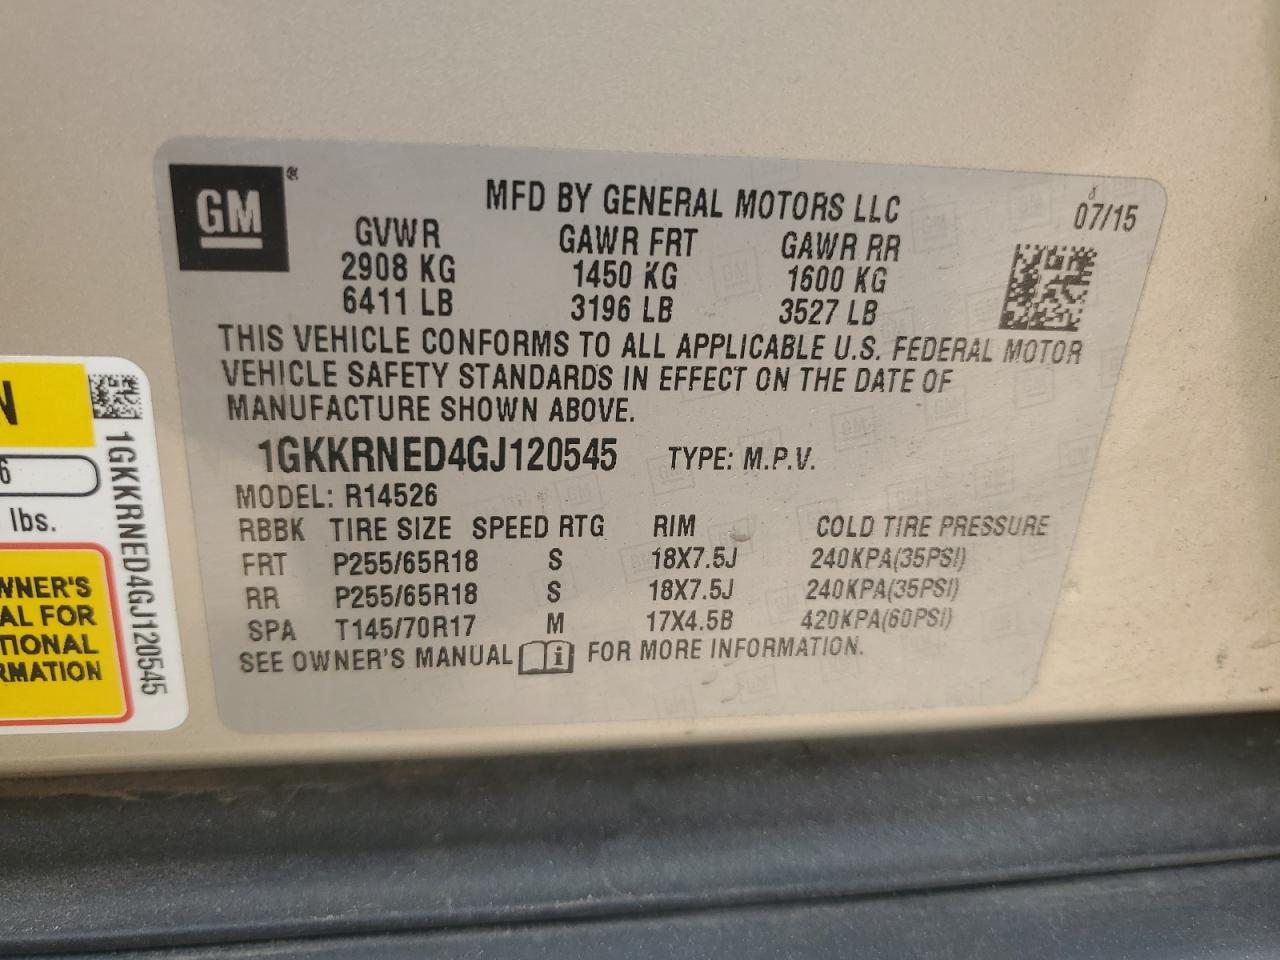 GM®
MFD BY GENERAL MOTORS LLC
07/15
GVWR GAWR FRT GAWR RR
2908 KG 1450 KG 1600 KG
6411 LB 3196 LB 3527 LB
THIS VEHICLE CONFORMS TO ALL APPLICABLE U.S. FEDERAL MOTOR
VEHICLE SAFETY STANDARDS IN EFFECT ON THE DATE OF
MANUFACTURE SHOWN ABOVE.
1GKKRNED4GJ120545 TYPE: M.P.V.
MODEL: R14526
RBBK TIRE SIZE SPEED RTG RIM COLD TIRE PRESSURE
FRT P255/65R18 S 18X7.5J 240KPA(35PSI)
RR P255/65R18 S 18X7.5J 240KPA(35PSI)
SPA T145/70R17 M 17X4.5B 420KPA(60PSI)
SEE OWNER'S MANUAL i FOR MORE INFORMATION.
N
6
lbs.
WNER'S
AL FOR
TIONAL
RMATION
1GKKRNED4GJ120545